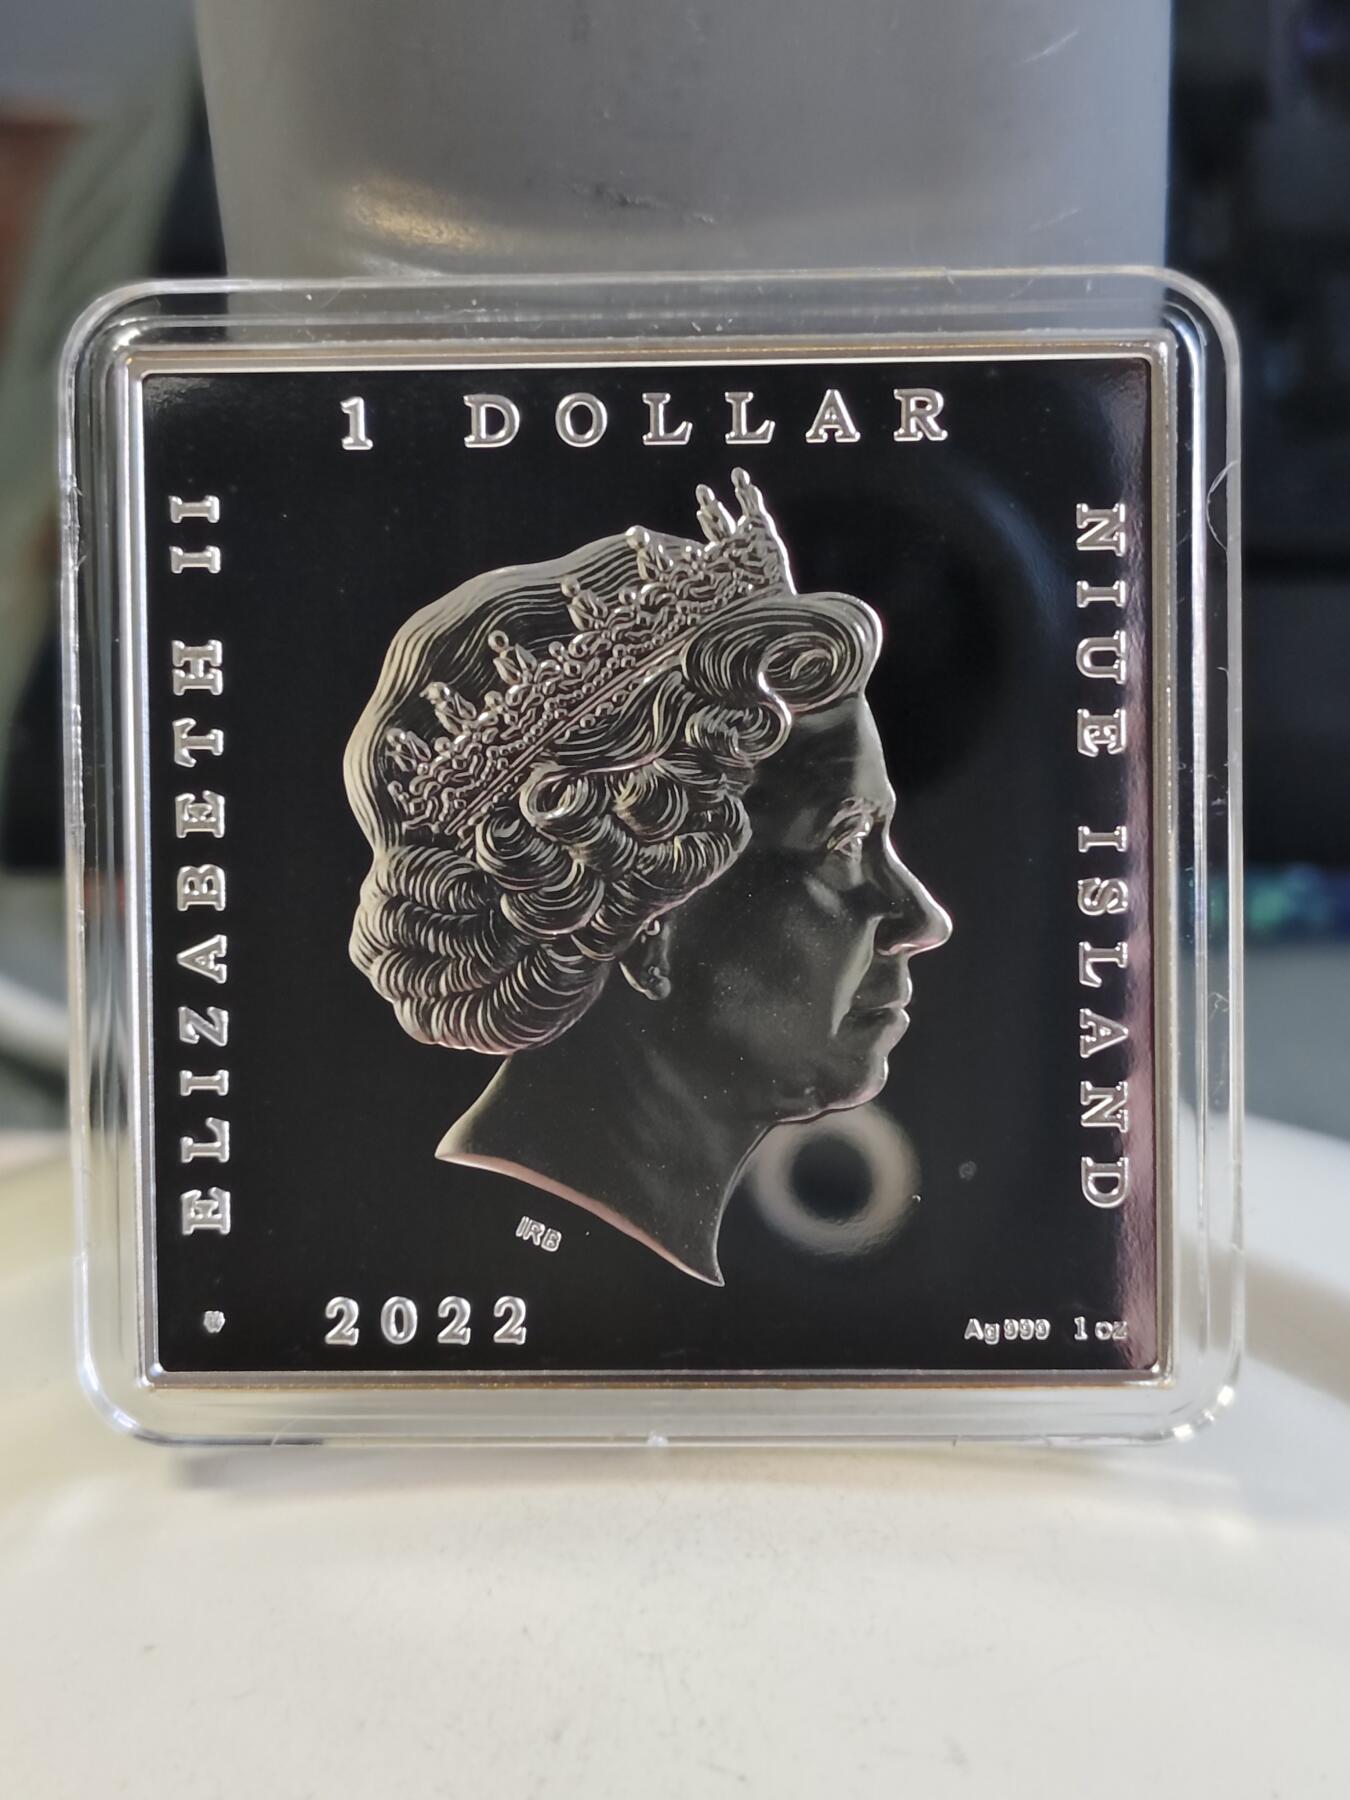 1 DOLLAR
ELIZABETH II
NIUE ISLAND
IRB
2022
Ag 999 1 oz